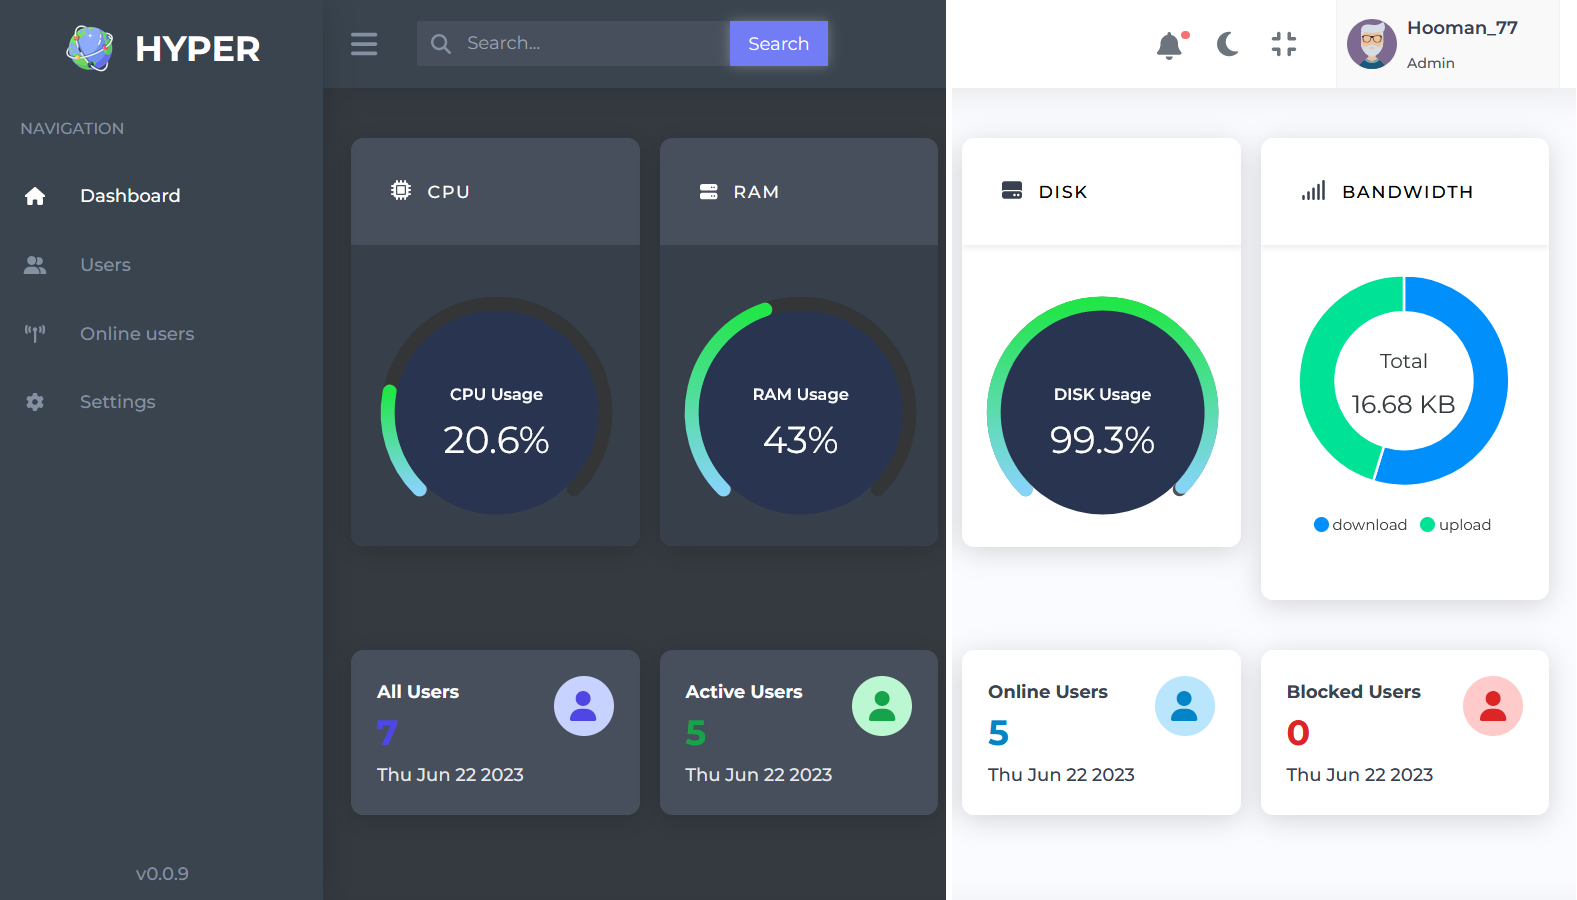 HYPER
Search...
Search
Hooman_77
Admin
NAVIGATION
Dashboard
Users
Online users
Settings
v0.0.9
CPU
CPU Usage
20.6%
RAM
RAM Usage
43%
DISK
DISK Usage
99.3%
BANDWIDTH
Total
16.68 KB
download upload
All Users
7
Thu Jun 22 2023
Active Users
5
Thu Jun 22 2023
Online Users
5
Thu Jun 22 2023
Blocked Users
0
Thu Jun 22 2023